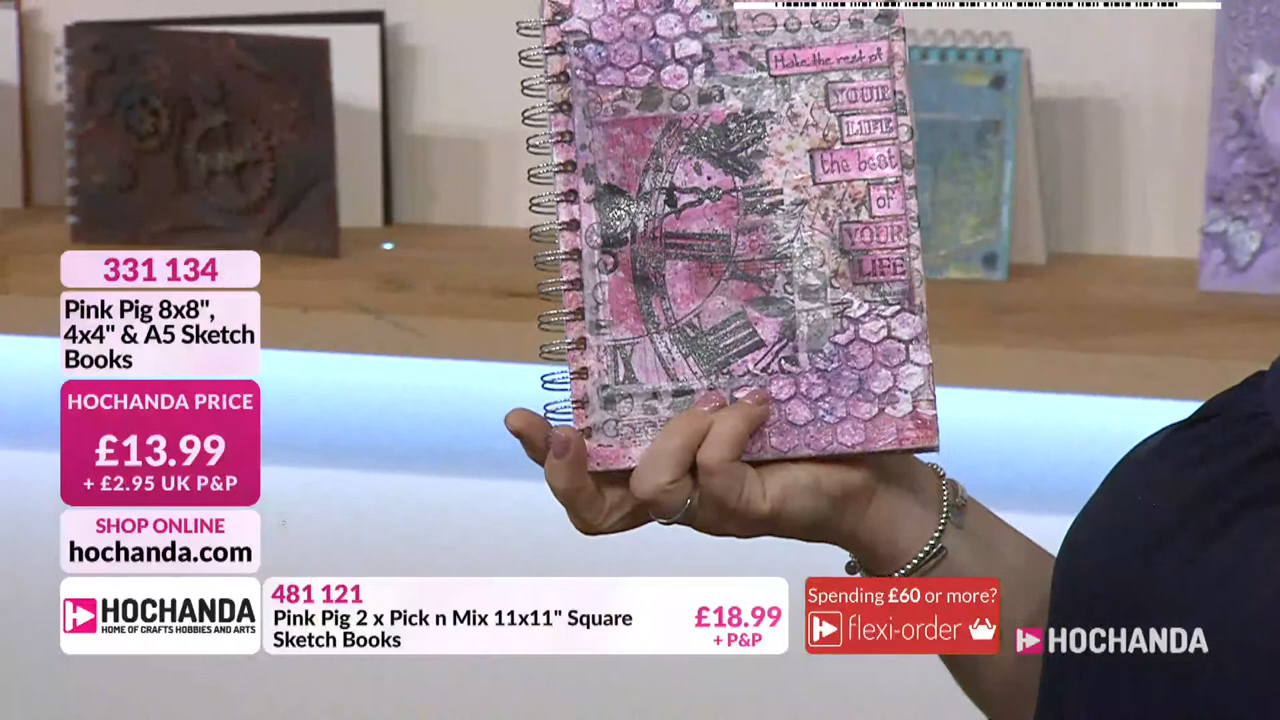 Make the rest of
YOUR
LIFE
the best
of
YOUR
LIFE
331 134
Pink Pig 8x8",
4x4" & A5 Sketch
Books
HOCHANDA PRICE
£13.99
+ £2.95 UK P&P
SHOP ONLINE
hochanda.com
HOCHANDA
HOME OF CRAFTS HOBBIES AND ARTS
481 121
Pink Pig 2 x Pick n Mix 11x11" Square
Sketch Books
£18.99
+ P&P
Spending £60 or more?
flexi-order
HOCHANDA